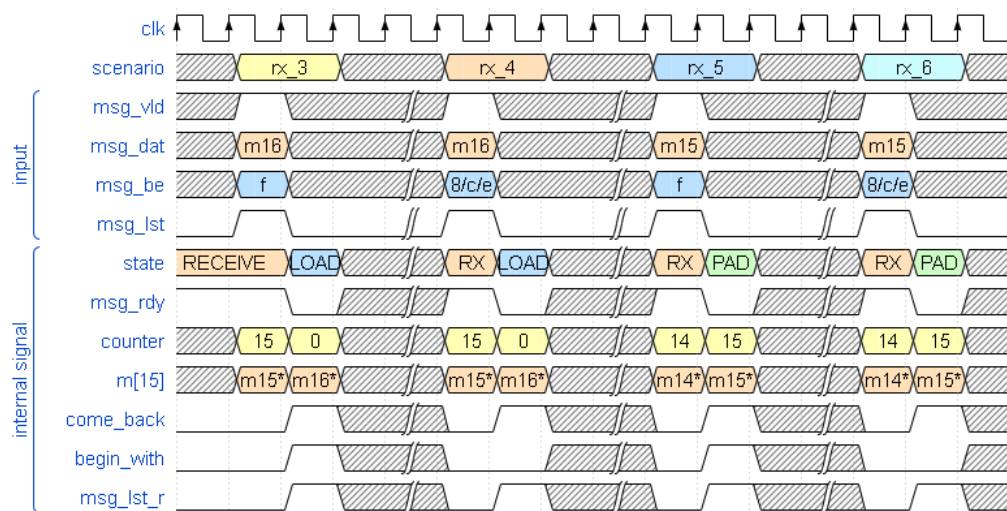 clk
scenario rx_3 rx_4 rx_5 rx_6
input
msg_vld
msg_dat m16 m16 m15 m15
msg_be f 8/c/e f 8/c/e
msg_lst
internal signal
state RECEIVE LOAD RX LOAD RX PAD RX PAD
msg_rdy
counter 15 0 15 0 14 15 14 15
m[15] m15* m16* m15* m16* m14* m15* m14* m15*
come_back
begin_with
msg_lst_r